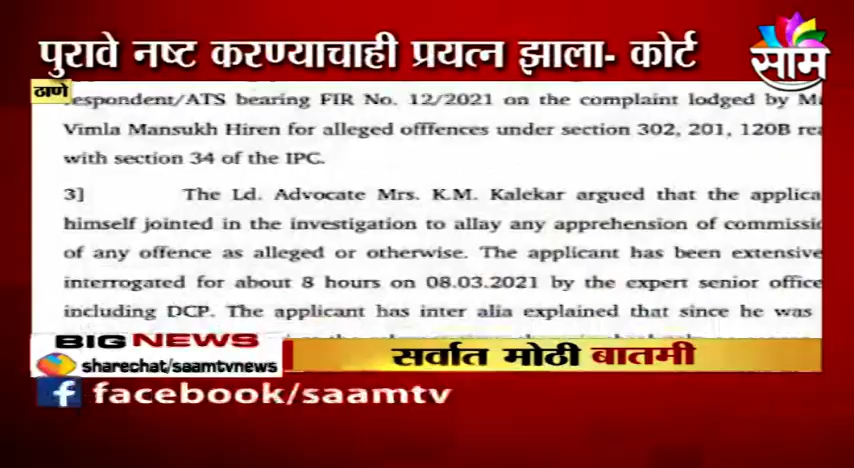 पुरावे नष्ट करण्याचाही प्रयत्न झाला- कोर्ट
साम
ठाणे
espondent/ATS bearing FIR No. 12/2021 on the complaint lodged by M
Vimla Mansukh Hiren for alleged offfences under section 302, 201, 120B rea
with section 34 of the IPC.
3] The Ld. Advocate Mrs. K.M. Kalekar argued that the applica
himself jointed in the investigation to allay any apprehension of commissio
of any offence as alleged or otherwise. The applicant has been extensive
interrogated for about 8 hours on 08.03.2021 by the expert senior office
including DCP. The applicant has inter alia explained that since he was
BIG NEWS
sharechat/saamtvnews
सर्वात मोठी बातमी
facebook/saamtv